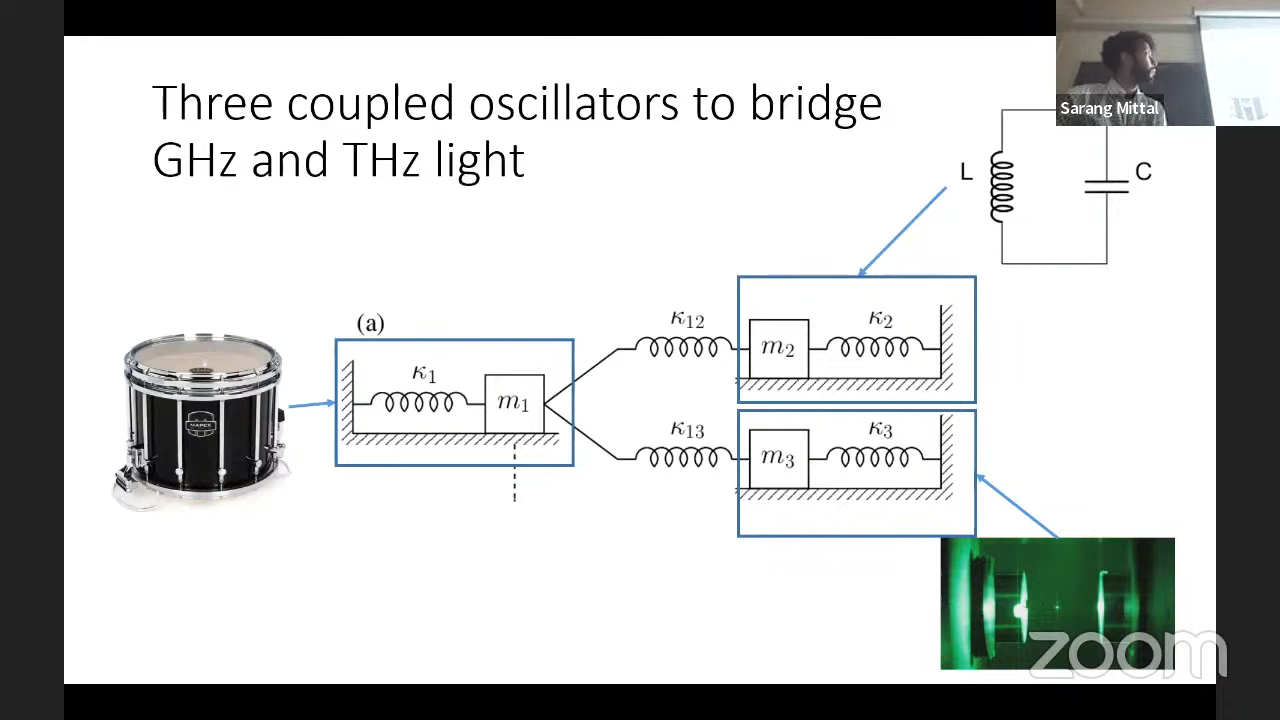 Three coupled oscillators to bridge
GHz and THz light
Sarang Mittal
L
C
(a)
κ1
m1
κ12
m2
κ2
κ13
m3
κ3
MAPEX
zoom